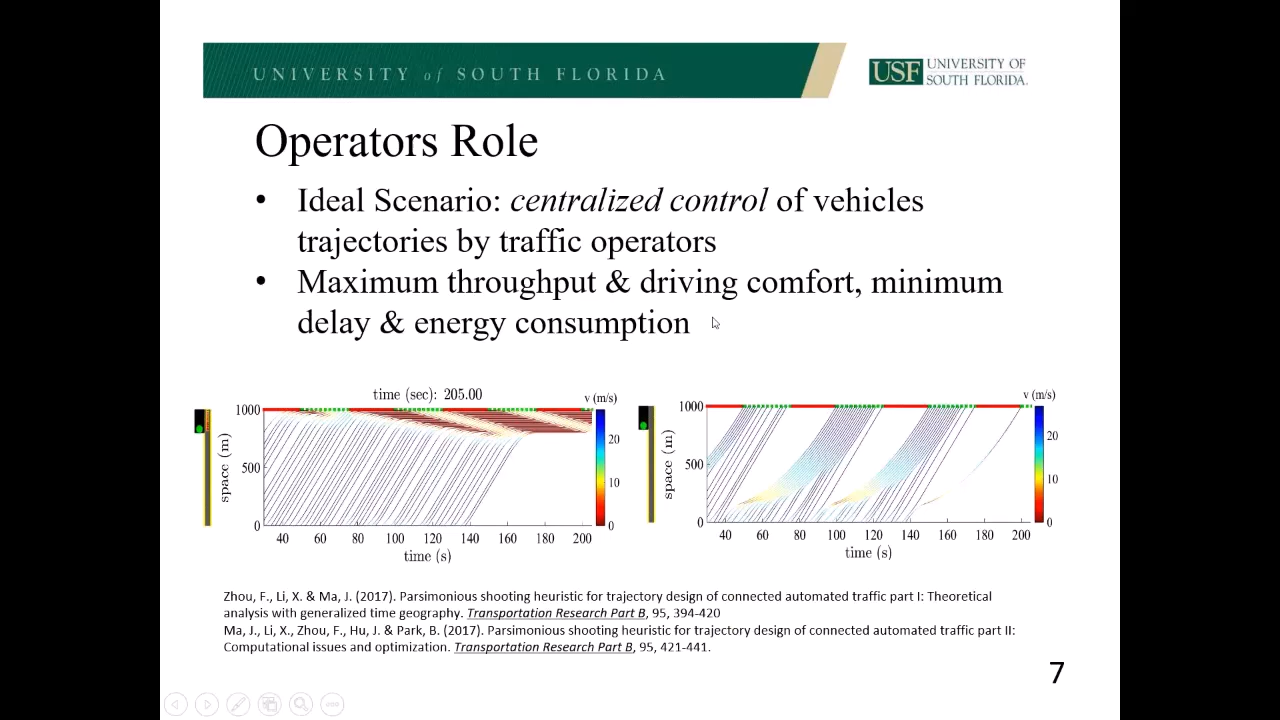 UNIVERSITY of SOUTH FLORIDA
USF UNIVERSITY OF
SOUTH FLORIDA.
Operators Role
• Ideal Scenario: centralized control of vehicles
trajectories by traffic operators
• Maximum throughput & driving comfort, minimum
delay & energy consumption
time (sec): 205.00
v (m/s)
1000
500
0
space (m)
40 60 80 100 120 140 160 180 200
time (s)
20
10
0
v (m/s)
1000
500
0
space (m)
40 60 80 100 120 140 160 180 200
time (s)
20
10
0
Zhou, F., Li, X. & Ma, J. (2017). Parsimonious shooting heuristic for trajectory design of connected automated traffic part I: Theoretical
analysis with generalized time geography. Transportation Research Part B, 95, 394-420
Ma, J., Li, X., Zhou, F., Hu, J. & Park, B. (2017). Parsimonious shooting heuristic for trajectory design of connected automated traffic part II:
Computational issues and optimization. Transportation Research Part B, 95, 421-441.
7